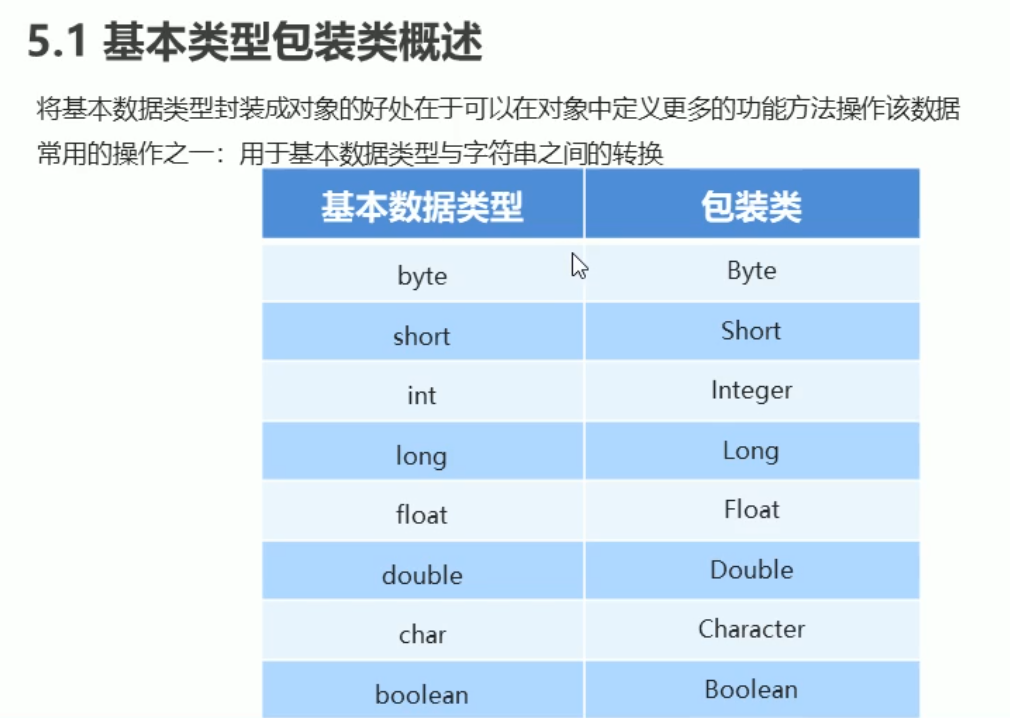 5.1 基本类型包装类概述
将基本数据类型封装成对象的好处在于可以在对象中定义更多的功能方法操作该数据
常用的操作之一：用于基本数据类型与字符串之间的转换
基本数据类型 包装类
byte Byte
short Short
int Integer
long Long
float Float
double Double
char Character
boolean Boolean